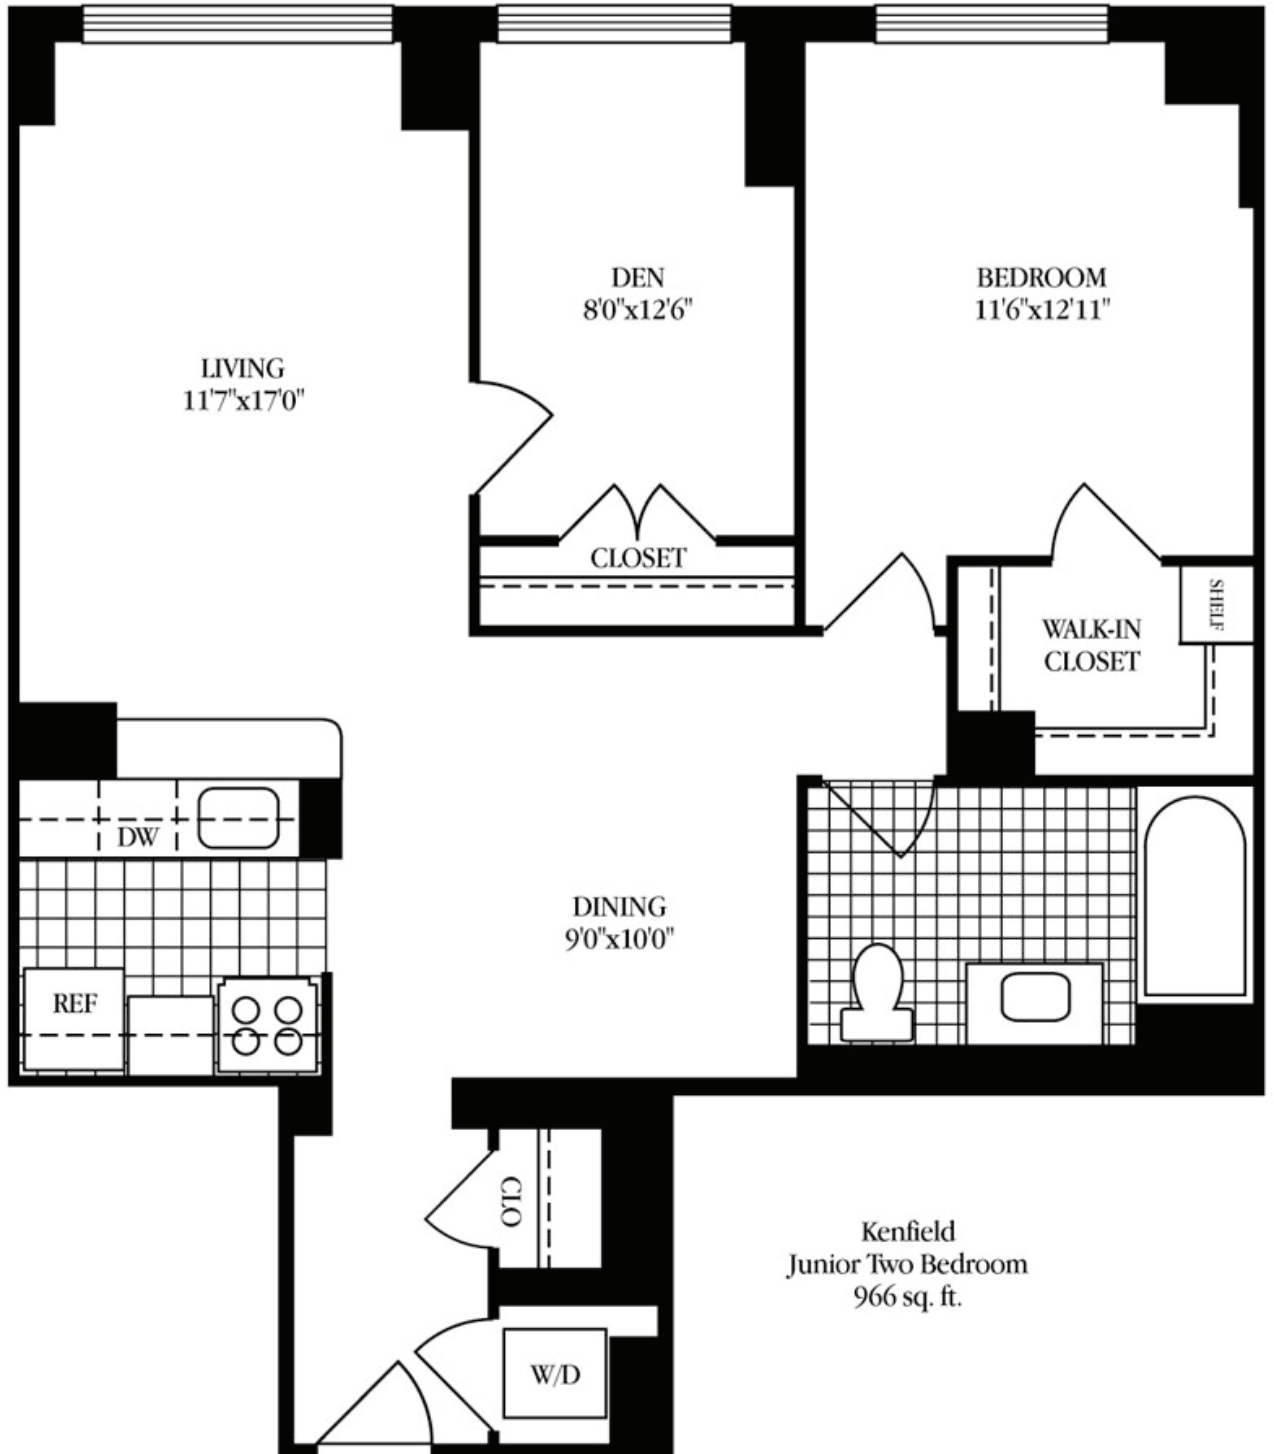 DEN
8'0"x12'6"
BEDROOM
11'6"x12'11"
LIVING
11'7"x17'0"
CLOSET
SHELF
WALK-IN
CLOSET
DW
DINING
9'0"x10'0"
REF
CLO
Kenfield
Junior Two Bedroom
966 sq. ft.
W/D